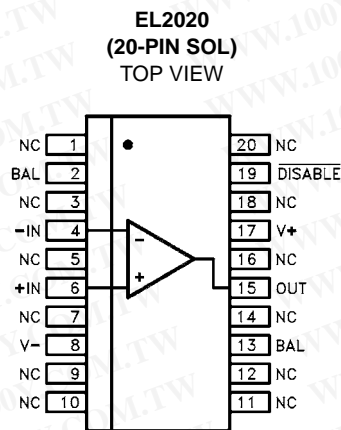 EL2020
(20-PIN SOL)
TOP VIEW
NC 1 20 NC
BAL 2 19 DISABLE
NC 3 18 NC
-IN 4 - 17 V+
NC 5 16 NC
+IN 6 + 15 OUT
NC 7 14 NC
V- 8 13 BAL
NC 9 12 NC
NC 10 11 NC